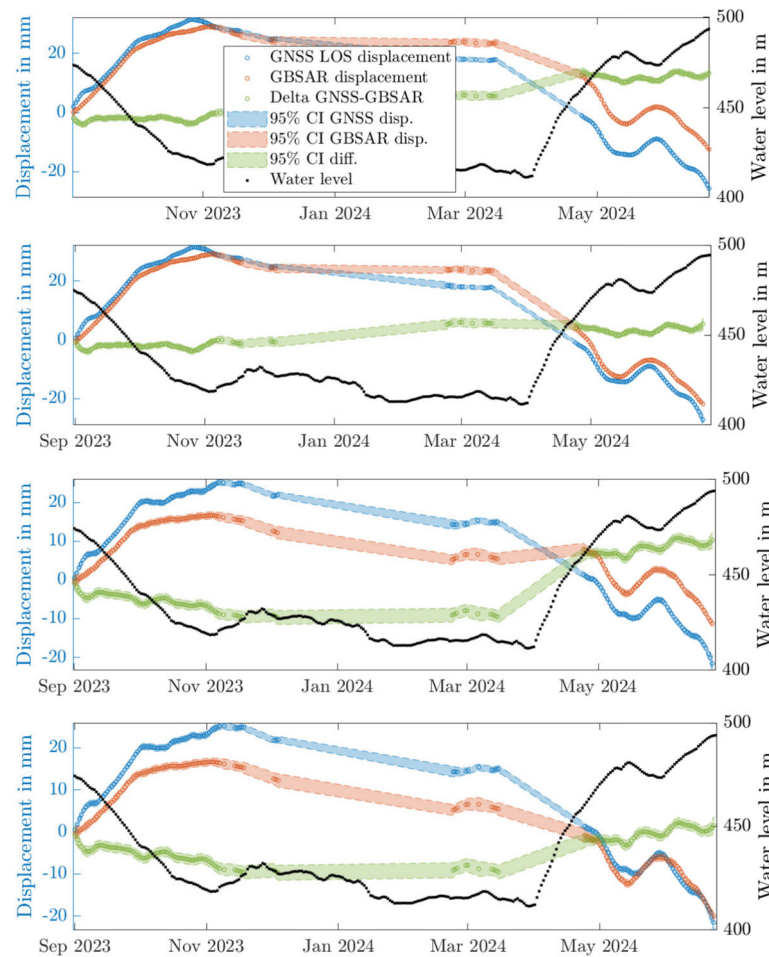 Displacement in mm
20
0
-20
500
450
400
Water level in m
GNSS LOS displacement
GBSAR displacement
Delta GNSS-GBSAR
95% CI GNSS disp.
95% CI GBSAR disp.
95% CI diff.
Water level
Nov 2023
Jan 2024
Mar 2024
May 2024
Displacement in mm
20
0
-20
500
450
400
Water level in m
Sep 2023
Nov 2023
Jan 2024
Mar 2024
May 2024
Displacement in mm
20
10
0
-10
-20
500
450
400
Water level in m
Sep 2023
Nov 2023
Jan 2024
Mar 2024
May 2024
Displacement in mm
20
10
0
-10
-20
500
450
400
Water level in m
Sep 2023
Nov 2023
Jan 2024
Mar 2024
May 2024